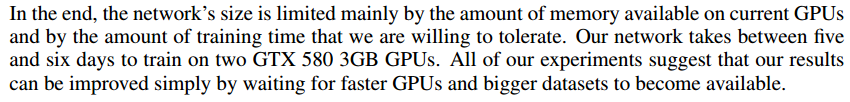 In the end, the network’s size is limited mainly by the amount of memory available on current GPUs
and by the amount of training time that we are willing to tolerate. Our network takes between five
and six days to train on two GTX 580 3GB GPUs. All of our experiments suggest that our results
can be improved simply by waiting for faster GPUs and bigger datasets to become available.